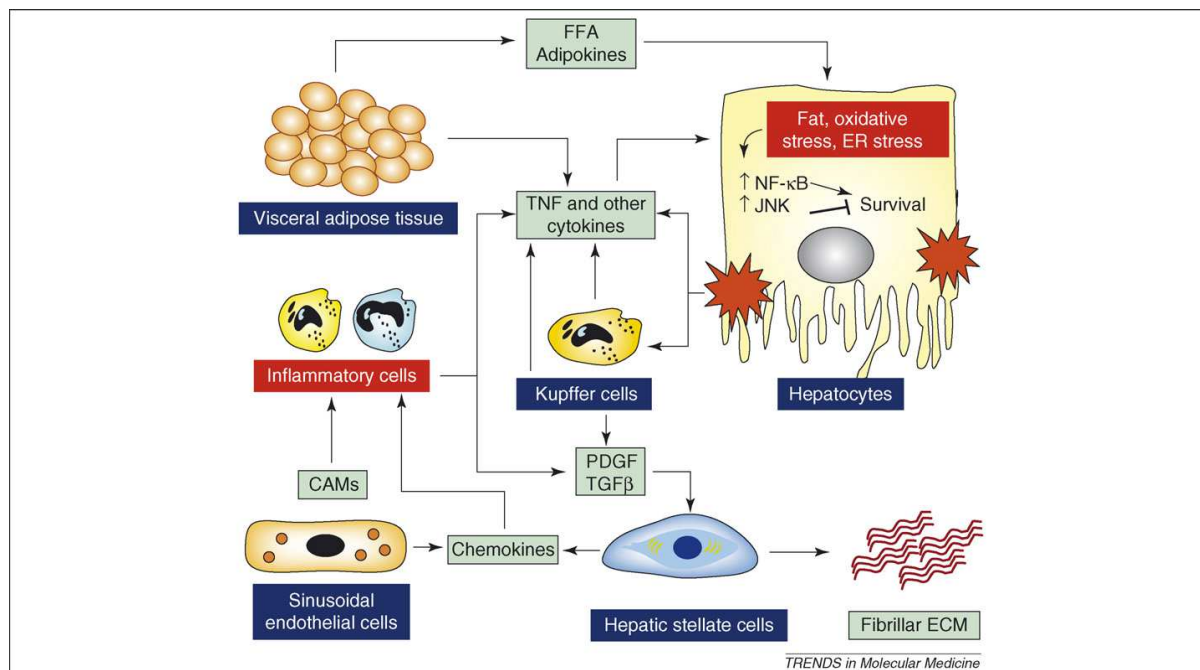 FFA
Adipokines
Fat, oxidative
stress, ER stress
↑ NF-κB
↑ JNK
Survival
Visceral adipose tissue
TNF and other
cytokines
Inflammatory cells
Kupffer cells
Hepatocytes
CAMs
PDGF
TGFβ
Chemokines
Sinusoidal
endothelial cells
Hepatic stellate cells
Fibrillar ECM
TRENDS in Molecular Medicine